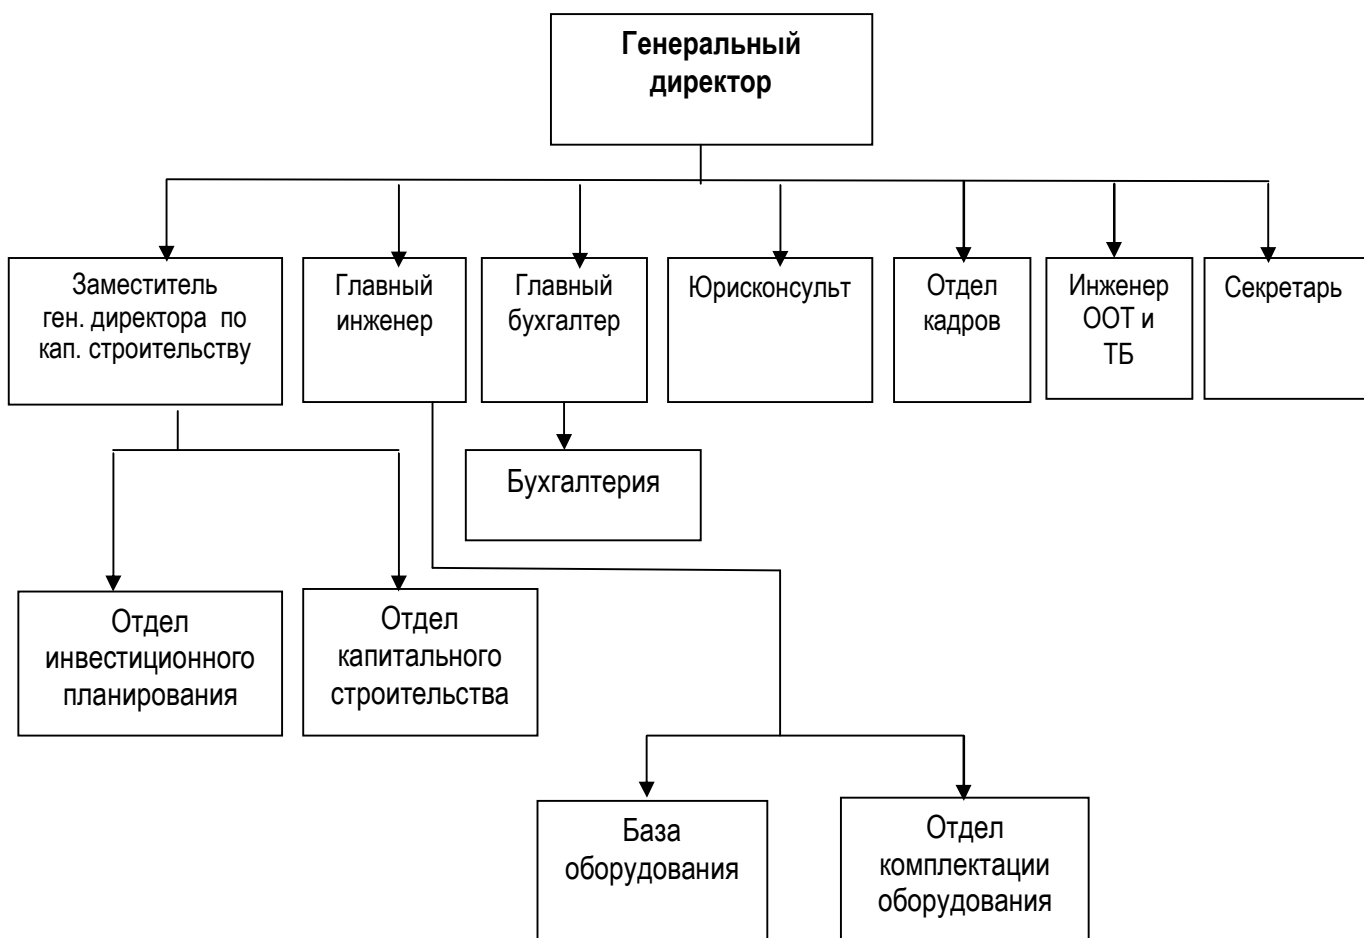 Генеральный
директор
Заместитель
ген. директора по
кап. строительству
Главный
инженер
Главный
бухгалтер
Юрисконсульт
Отдел
кадров
Инженер
ООТ и
ТБ
Секретарь
Бухгалтерия
Отдел
инвестиционного
планирования
Отдел
капитального
строительства
База
оборудования
Отдел
комплектации
оборудования